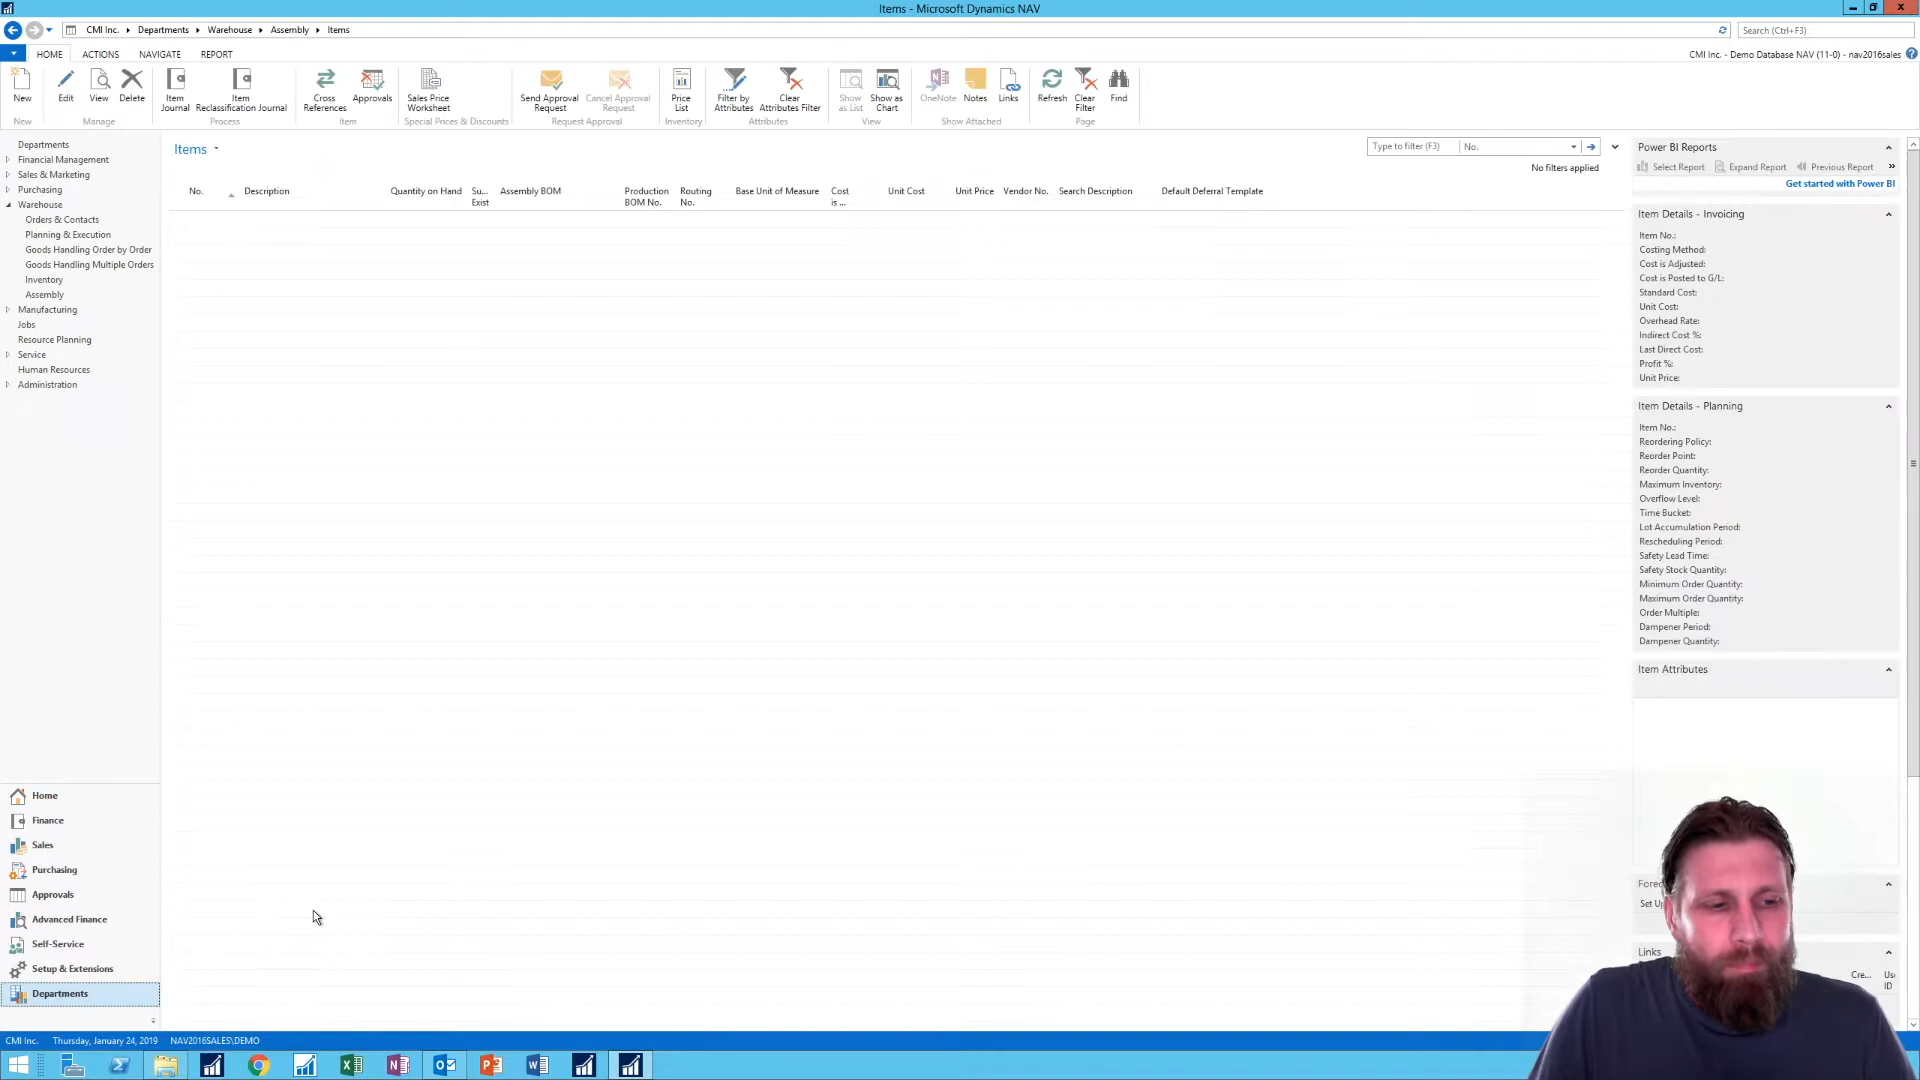 Items - Microsoft Dynamics NAV
CMI Inc. Departments Warehouse Assembly Items
Search (Ctrl+F3)
HOME ACTIONS NAVIGATE REPORT
CMI Inc. - Demo Database NAV (11-0) - nav2016sales
New
Edit
View
Delete
Item Journal
Item Reclassification Journal
Cross References
Approvals
Sales Price Worksheet
Send Approval Request
Cancel Approval Request
Price List
Filter by Attributes
Clear Attributes Filter
Show as List
Show as Chart
OneNote
Notes
Links
Refresh
Clear Filter
Find
New
Manage
Process
Item
Special Prices & Discounts
Request Approval
Inventory
Attributes
View
Show Attached
Page
Departments
Financial Management
Sales & Marketing
Purchasing
Warehouse
Orders & Contacts
Planning & Execution
Goods Handling Order by Order
Goods Handling Multiple Orders
Inventory
Assembly
Manufacturing
Jobs
Resource Planning
Service
Human Resources
Administration
Home
Finance
Sales
Purchasing
Approvals
Advanced Finance
Self-Service
Setup & Extensions
Departments
Items
Type to filter (F3) No.
No filters applied
No.
Description
Quantity on Hand
Su... Exist
Assembly BOM
Production BOM No.
Routing No.
Base Unit of Measure
Cost is ...
Unit Cost
Unit Price
Vendor No.
Search Description
Default Deferral Template
Power BI Reports
Select Report Expand Report Previous Report
Get started with Power BI
Item Details - Invoicing
Item No.:
Costing Method:
Cost is Adjusted:
Cost is Posted to G/L:
Standard Cost:
Unit Cost:
Overhead Rate:
Indirect Cost %:
Last Direct Cost:
Profit %:
Unit Price:
Item Details - Planning
Item No.:
Reordering Policy:
Reorder Point:
Reorder Quantity:
Maximum Inventory:
Overflow Level:
Time Bucket:
Lot Accumulation Period:
Rescheduling Period:
Safety Lead Time:
Safety Stock Quantity:
Minimum Order Quantity:
Maximum Order Quantity:
Order Multiple:
Dampener Period:
Dampener Quantity:
Item Attributes
Set
Links
Cre...
ID
CMI Inc. Thursday, January 24, 2019 NAV2016SALES\DEMO